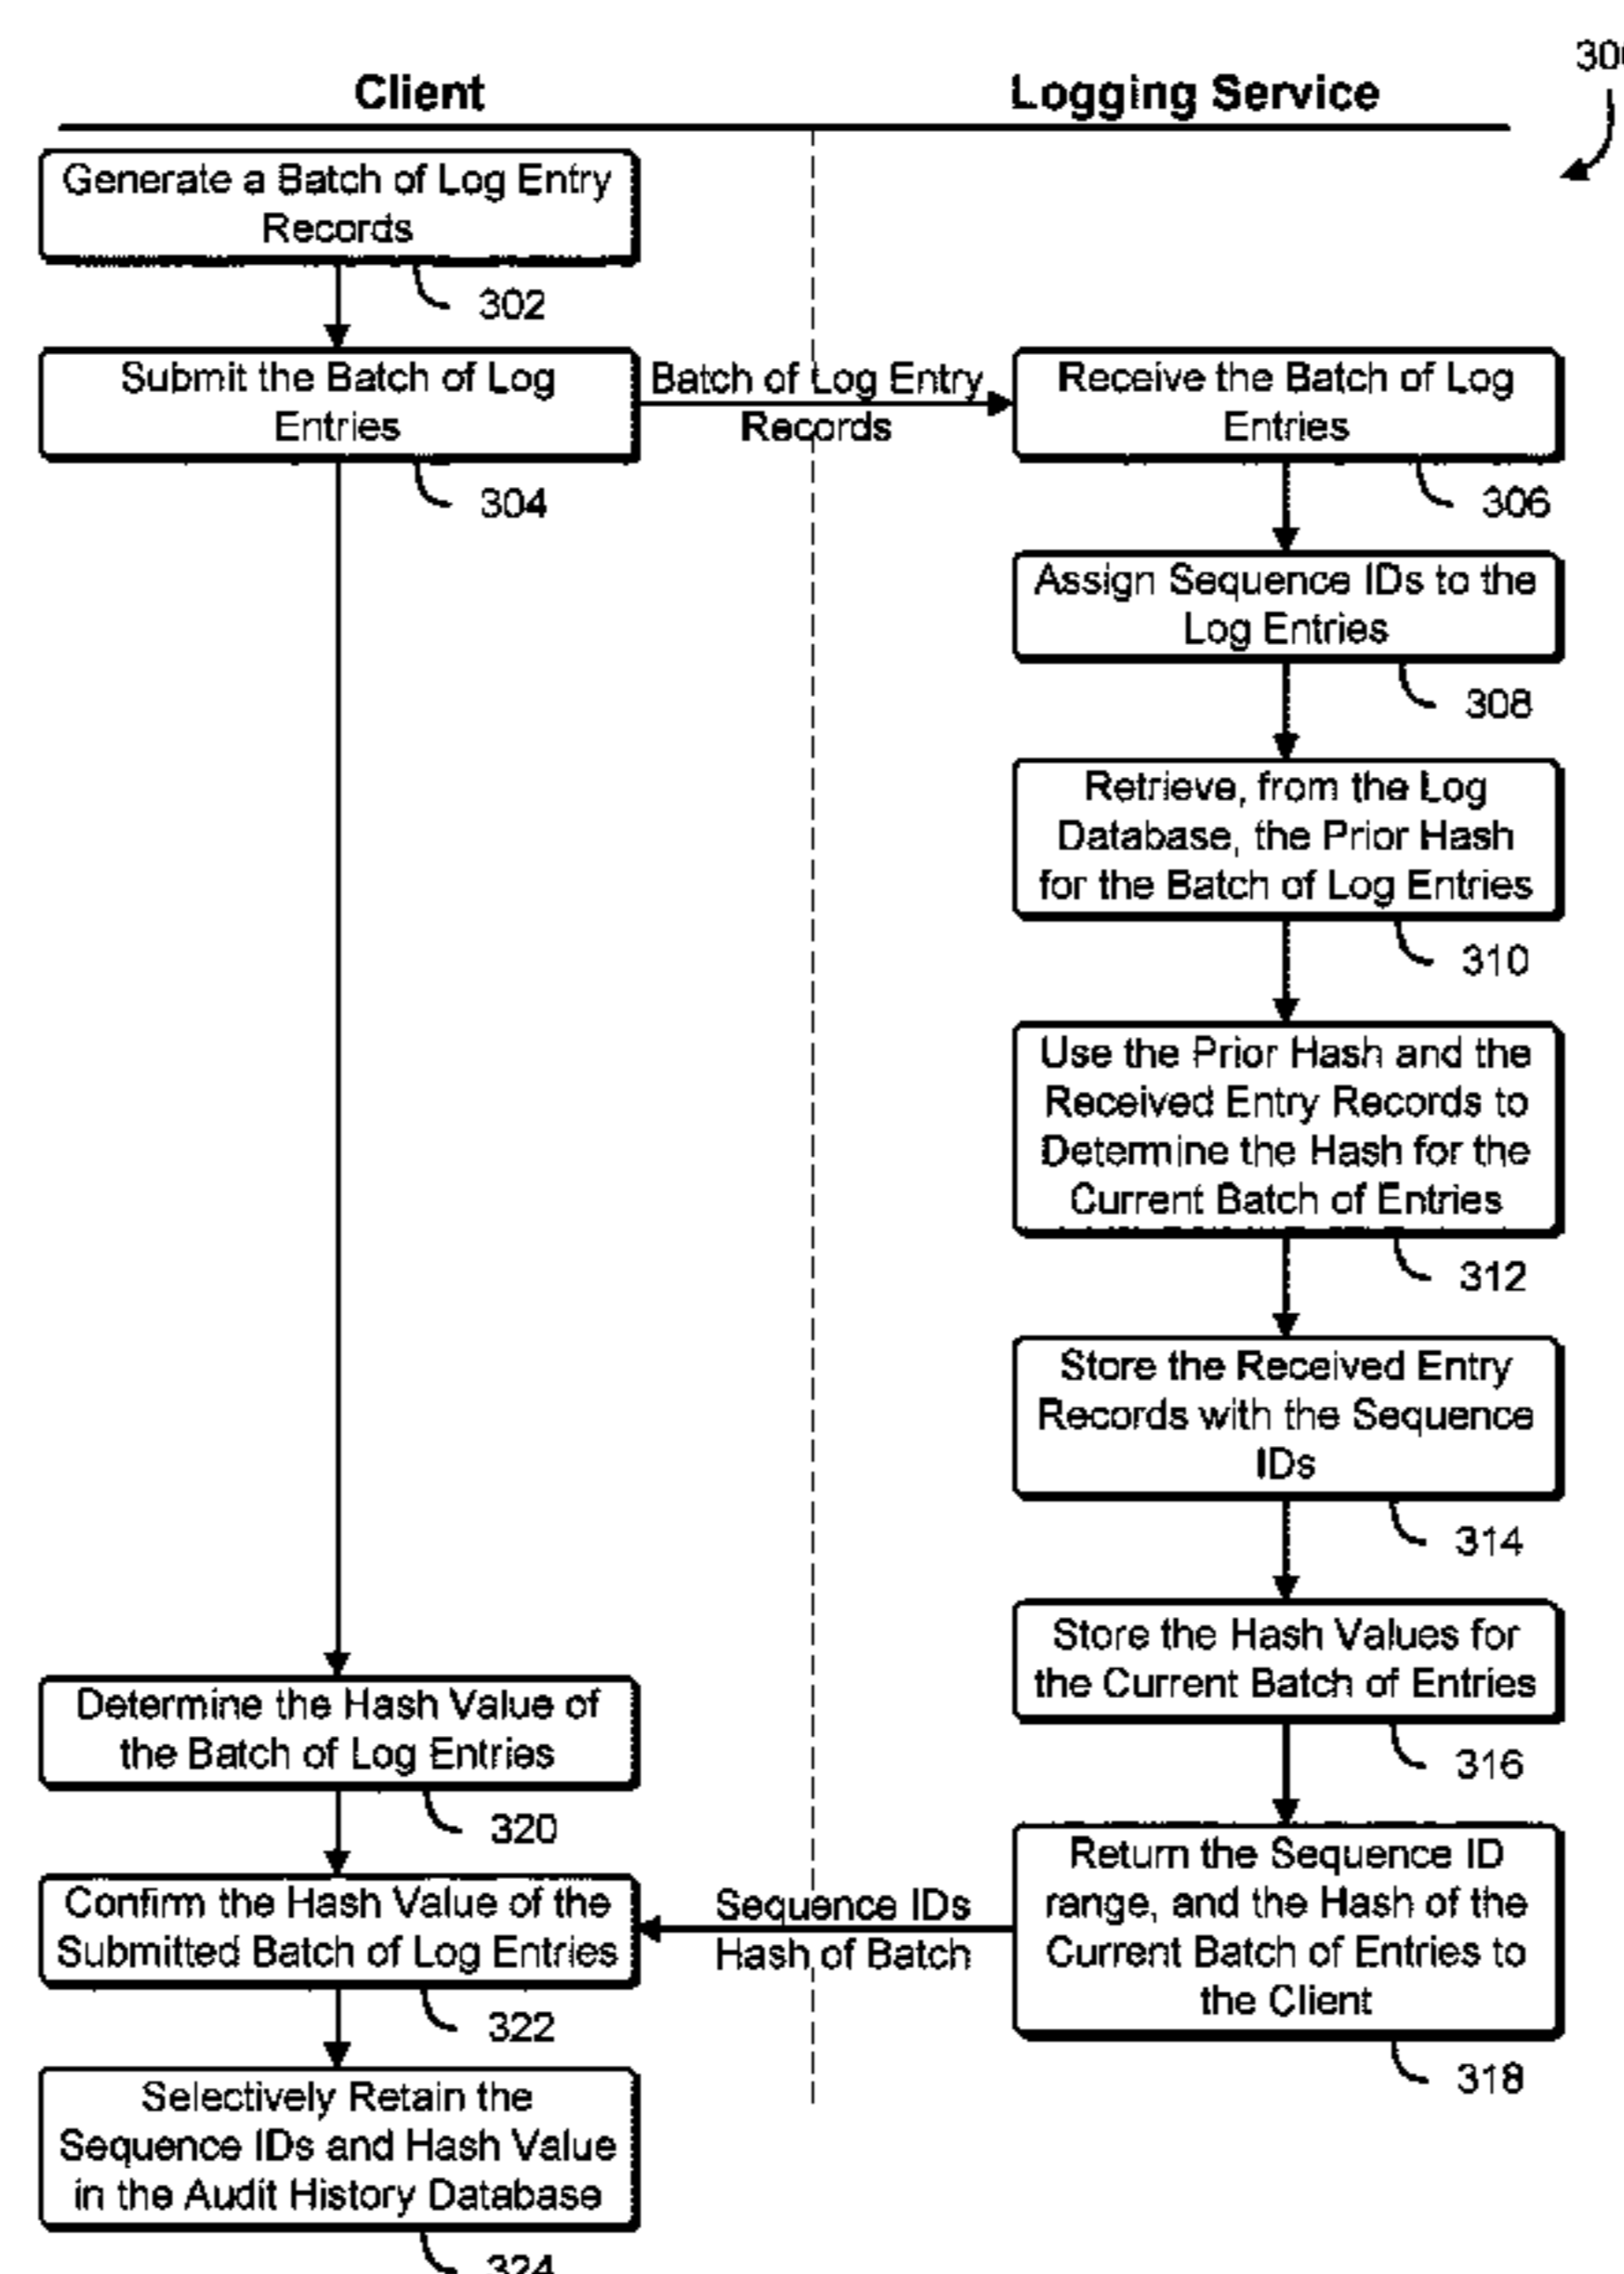 Client
Logging Service
Generate a Batch of Log Entry
Records
302
Submit the Batch of Log
Entries
304
Batch of Log Entry
Records
Receive the Batch of Log
Entries
306
Assign Sequence IDs to the
Log Entries
308
Retrieve, from the Log
Database, the Prior Hash
for the Batch of Log Entries
310
Use the Prior Hash and the
Received Entry Records to
Determine the Hash for the
Current Batch of Entries
312
Store the Received Entry
Records with the Sequence
IDs
314
Store the Hash Values for
the Current Batch of Entries
316
Return the Sequence ID
range, and the Hash of the
Current Batch of Entries to
the Client
318
Sequence IDs
Hash of Batch
Determine the Hash Value of
the Batch of Log Entries
320
Confirm the Hash Value of the
Submitted Batch of Log Entries
322
Selectively Retain the
Sequence IDs and Hash Value
in the Audit History Database
324